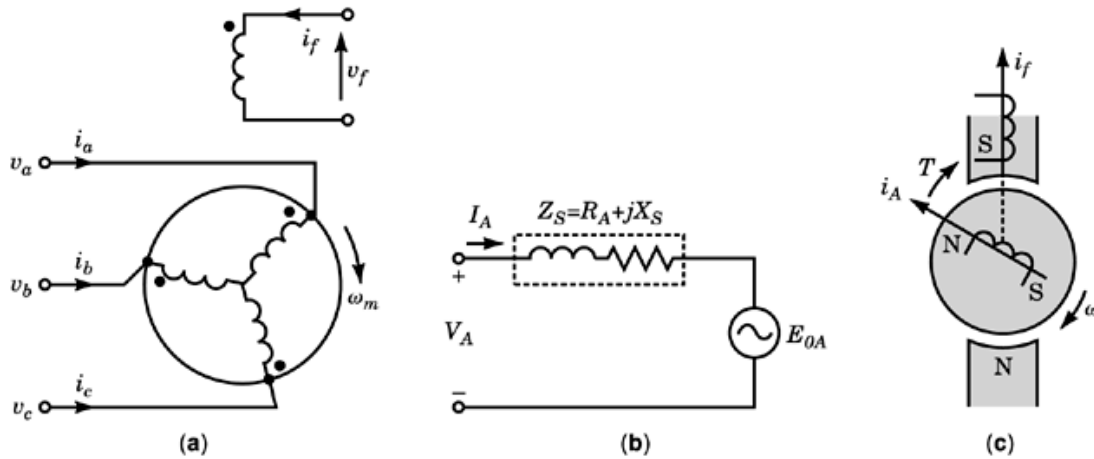 i_f
v_f
i_a
v_a
i_b
v_b
ω_m
i_c
v_c
(a)
I_A
Z_S=R_A+jX_S
+
V_A
E_0A
–
(b)
i_f
S
T
i_A
N
S
ω
N
(c)